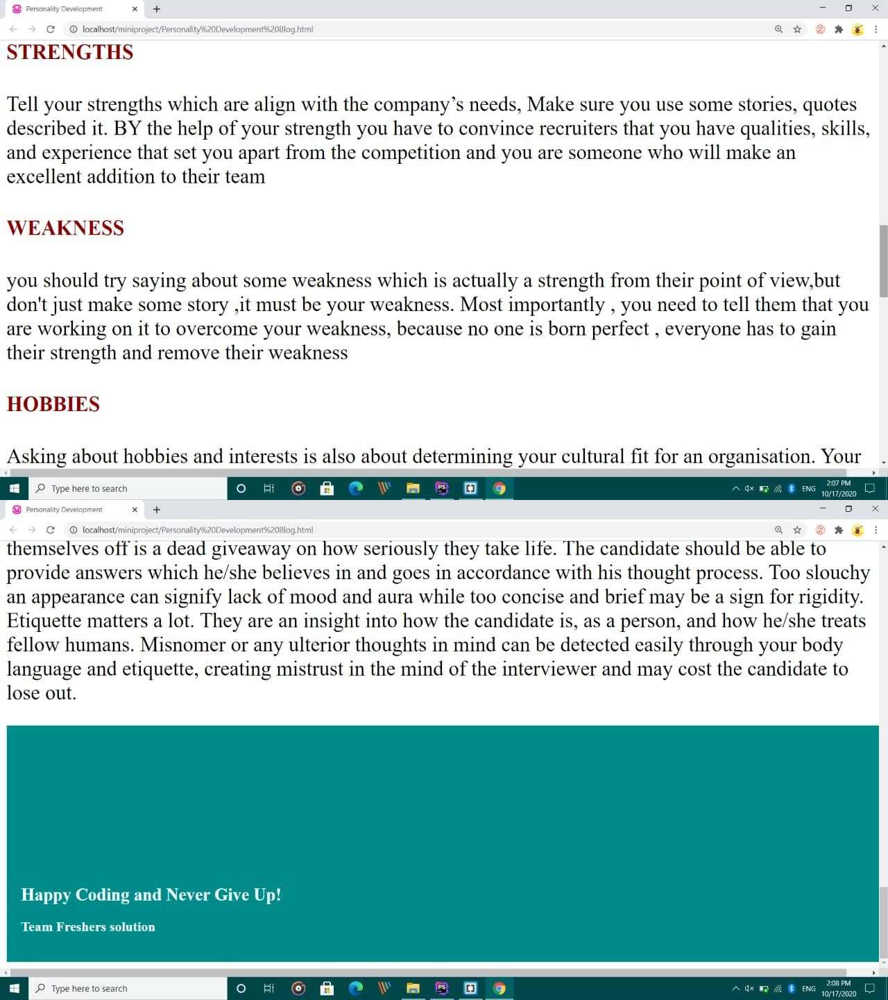 Personality Development
localhost/miniproject/Personality%20Development%20Blog.html
STRENGTHS
Tell your strengths which are align with the company’s needs, Make sure you use some stories, quotes
described it. BY the help of your strength you have to convince recruiters that you have qualities, skills,
and experience that set you apart from the competition and you are someone who will make an
excellent addition to their team
WEAKNESS
you should try saying about some weakness which is actually a strength from their point of view,but
don't just make some story ,it must be your weakness. Most importantly , you need to tell them that you
are working on it to overcome your weakness, because no one is born perfect , everyone has to gain
their strength and remove their weakness
HOBBIES
Asking about hobbies and interests is also about determining your cultural fit for an organisation. Your
Type here to search
PS
ENG
2:07 PM
10/17/2020
Personality Development
localhost/miniproject/Personality%20Development%20Blog.html
themselves off is a dead giveaway on how seriously they take life. The candidate should be able to
provide answers which he/she believes in and goes in accordance with his thought process. Too slouchy
an appearance can signify lack of mood and aura while too concise and brief may be a sign for rigidity.
Etiquette matters a lot. They are an insight into how the candidate is, as a person, and how he/she treats
fellow humans. Misnomer or any ulterior thoughts in mind can be detected easily through your body
language and etiquette, creating mistrust in the mind of the interviewer and may cost the candidate to
lose out.
Happy Coding and Never Give Up!
Team Freshers solution
Type here to search
PS
ENG
2:08 PM
10/17/2020